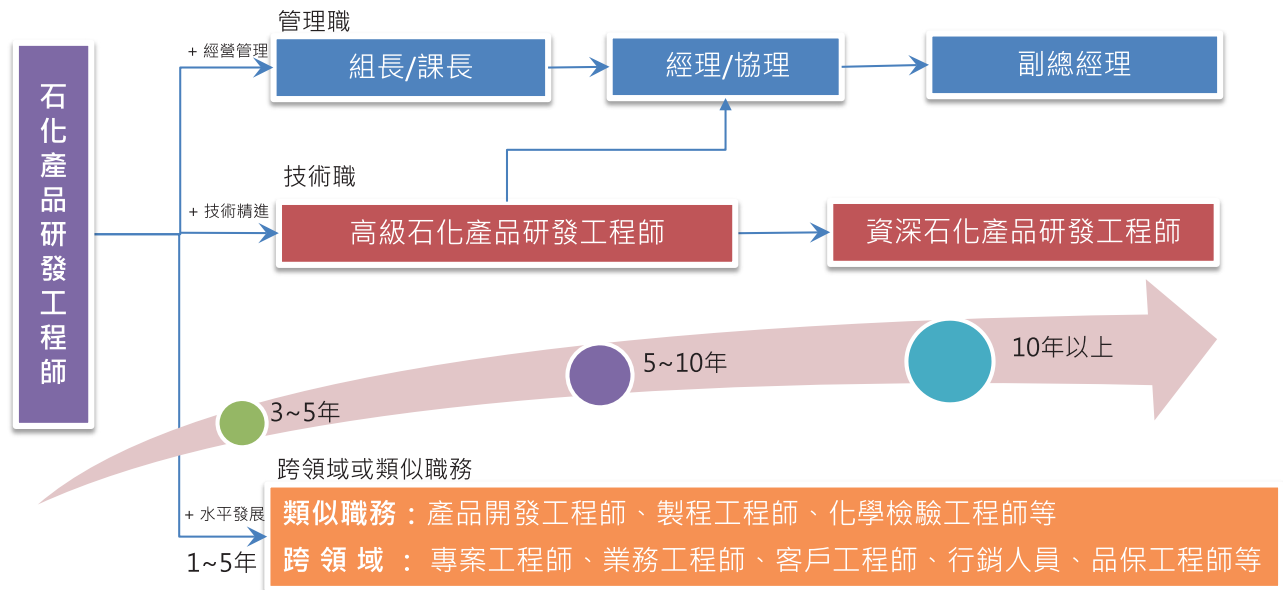 石化產品研發工程師
管理職
+ 經營管理
組長/課長
經理/協理
副總經理
技術職
+ 技術精進
高級石化產品研發工程師
資深石化產品研發工程師
10年以上
5~10年
3~5年
跨領域或類似職務
+ 水平發展
1~5年
類似職務：產品開發工程師、製程工程師、化學檢驗工程師等
跨 領 域 ： 專案工程師、業務工程師、客戶工程師、行銷人員、品保工程師等